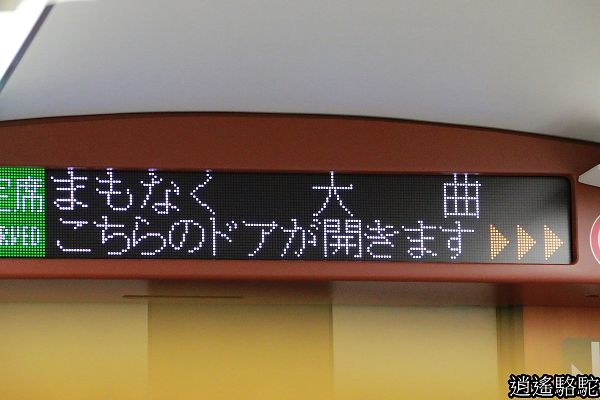 まもなく 大曲
席
こちらのドアが開きます
逍遙駱駝